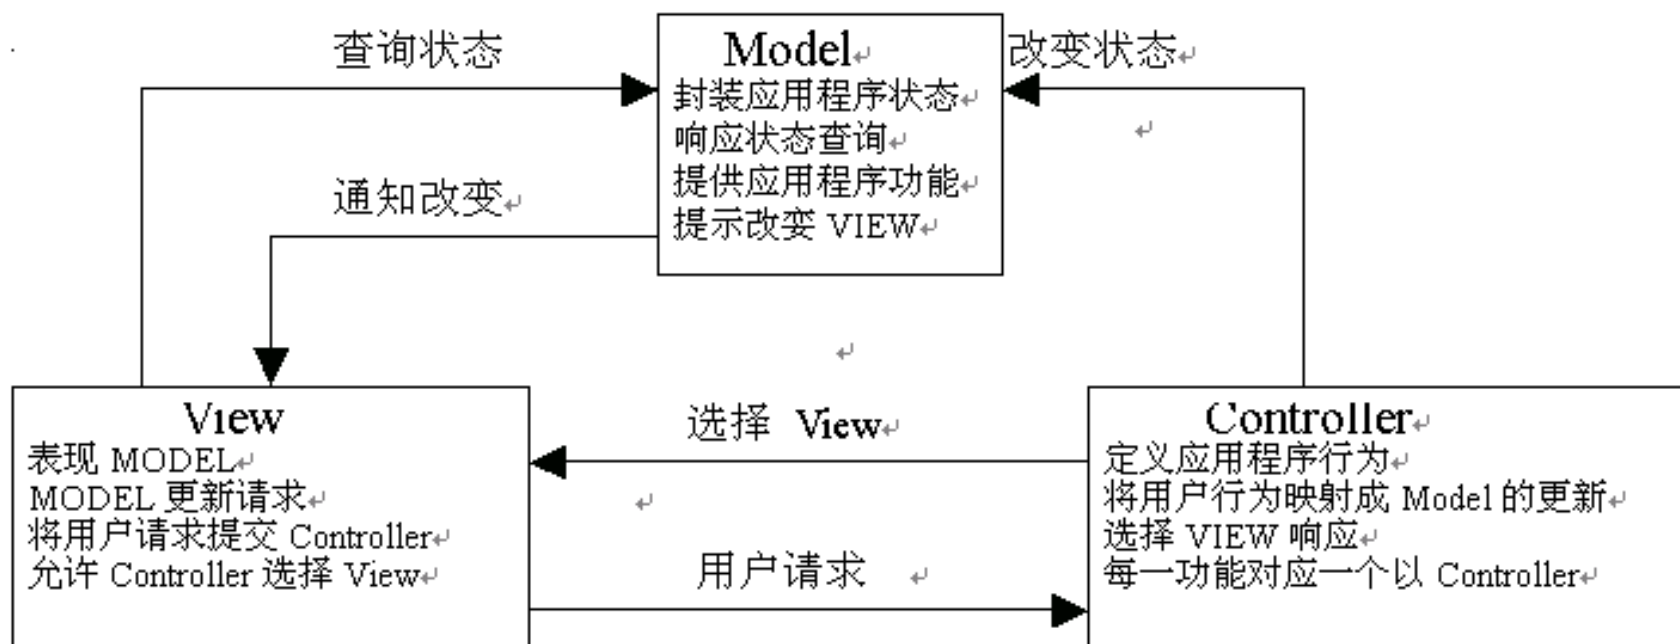 查询状态
Model
改变状态
封装应用程序状态
响应状态查询
提供应用程序功能
提示改变 VIEW
通知改变
View
表现 MODEL
MODEL 更新请求
将用户请求提交 Controller
允许 Controller 选择 View
选择 View
用户请求
Controller
定义应用程序行为
将用户行为映射成 Model 的更新
选择 VIEW 响应
每一功能对应一个以 Controller